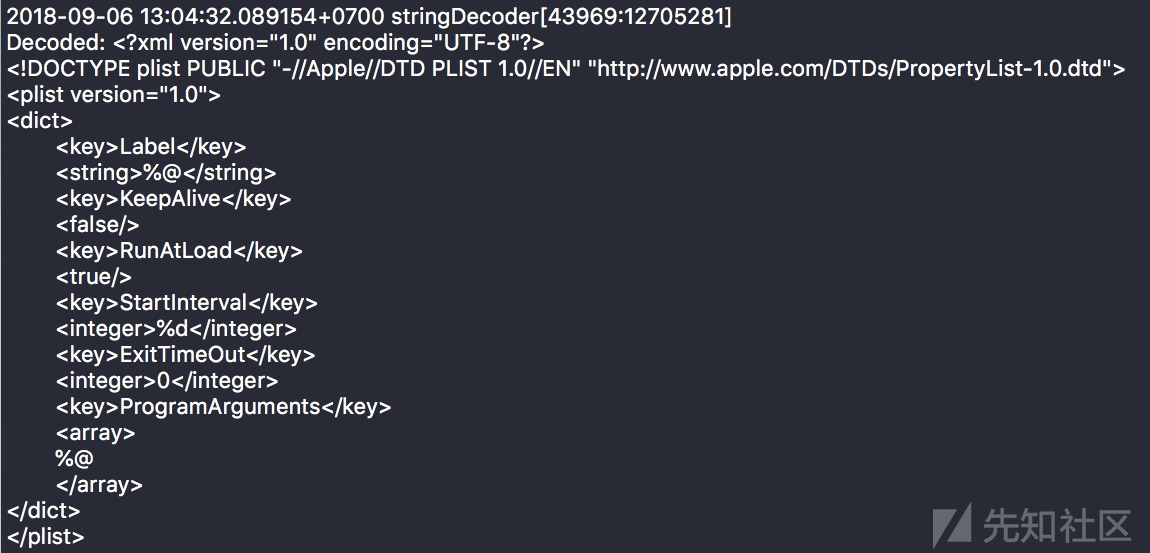 2018-09-06 13:04:32.089154+0700 stringDecoder[43969:12705281]
Decoded: <?xml version="1.0" encoding="UTF-8"?>
<!DOCTYPE plist PUBLIC "-//Apple//DTD PLIST 1.0//EN" "http://www.apple.com/DTDs/PropertyList-1.0.dtd">
<plist version="1.0">
<dict>
	<key>Label</key>
	<string>%@</string>
	<key>KeepAlive</key>
	<false/>
	<key>RunAtLoad</key>
	<true/>
	<key>StartInterval</key>
	<integer>%d</integer>
	<key>ExitTimeOut</key>
	<integer>0</integer>
	<key>ProgramArguments</key>
	<array>
	%@
	</array>
</dict>
</plist>
先知社区